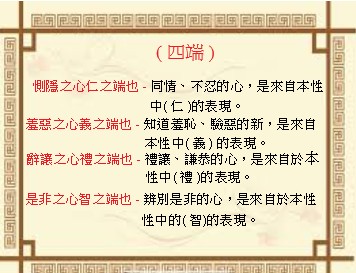 (四端)
惻隱之心仁之端也 - 同情、不忍的心，是來自本性
中(仁)的表現。
羞惡之心義之端也 - 知道羞恥、驗惡的新，是來自
本性中(義)的表現。
辭讓之心禮之端也 - 禮讓、謙恭的心，是來自於本
性中(禮)的表現。
是非之心智之端也 - 辨別是非的心，是來自於本性
性中的(智)的表現。